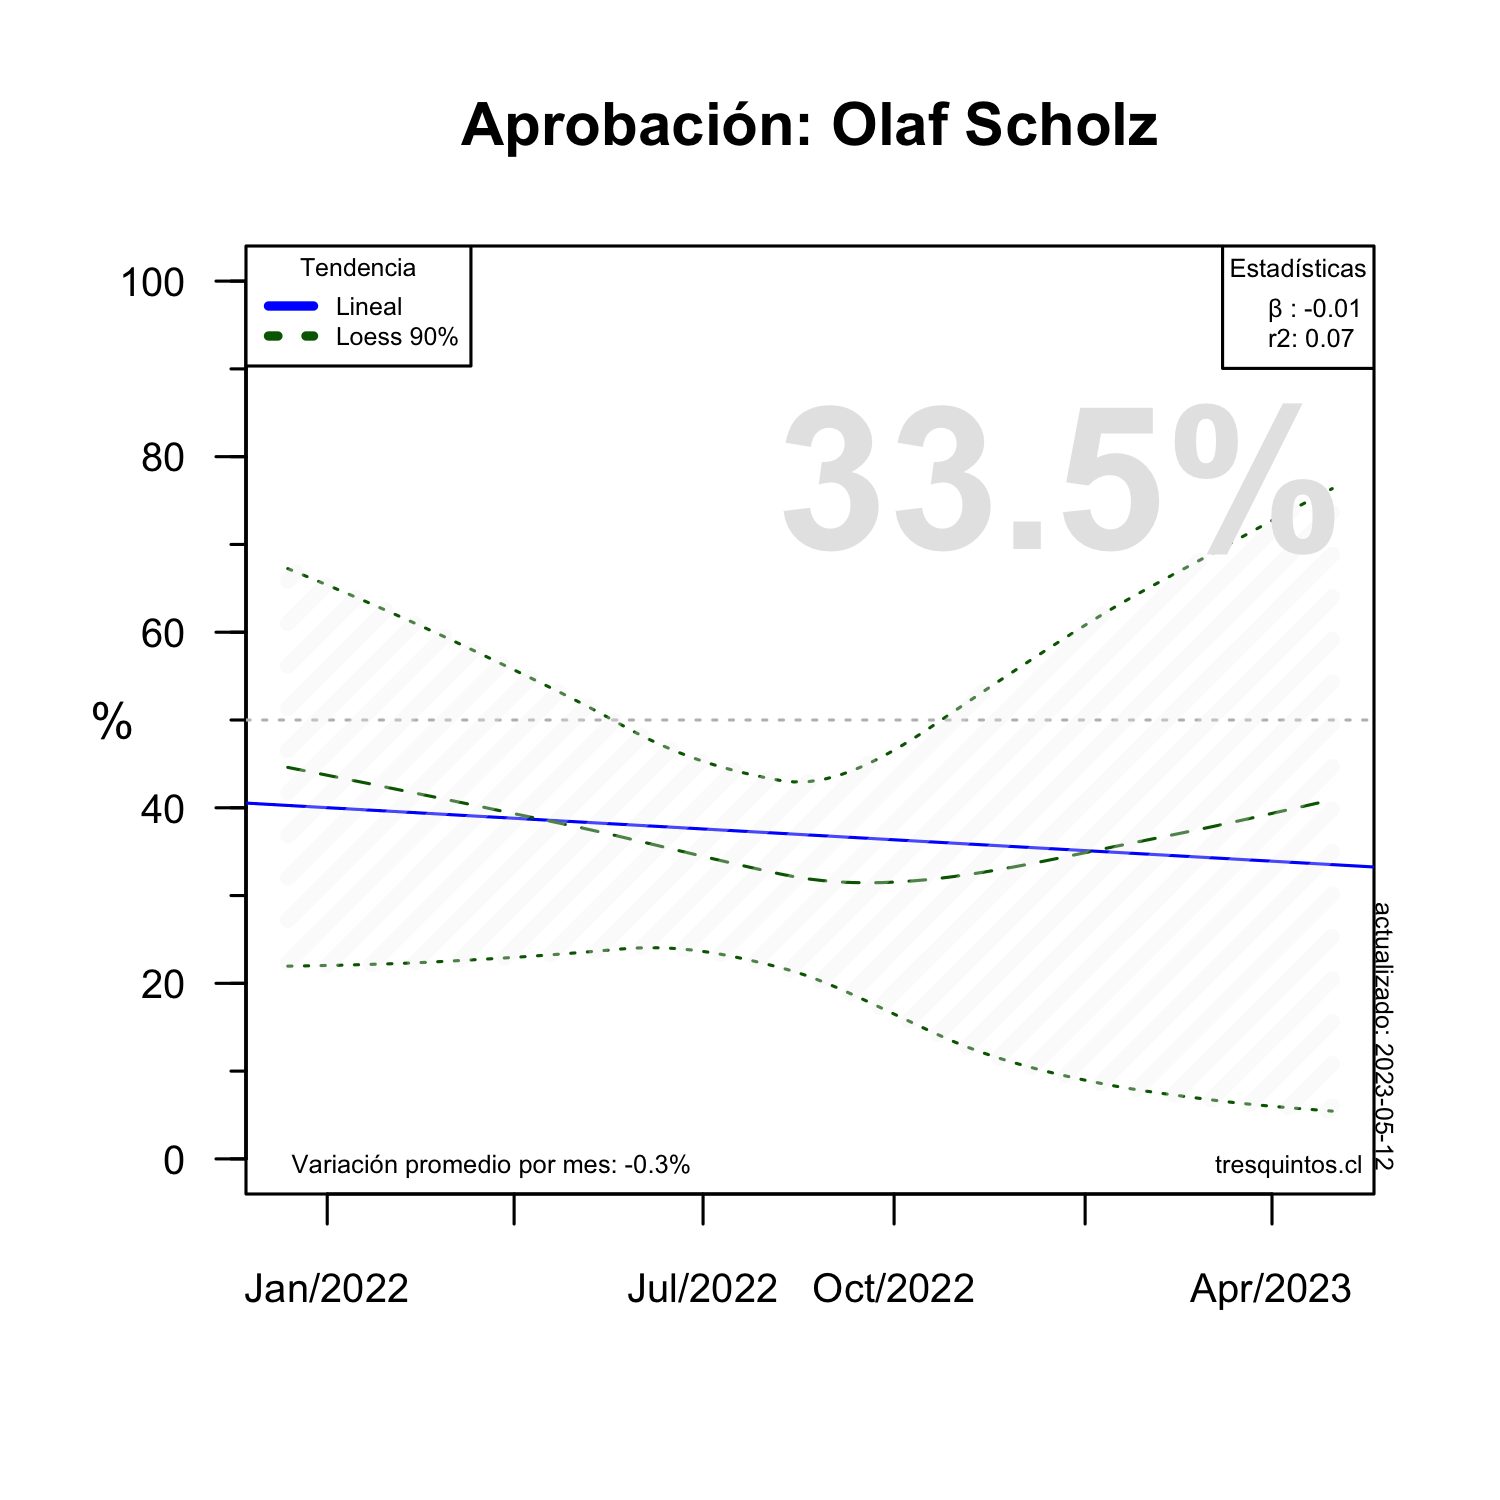 Aprobación: Olaf Scholz
Tendencia
Lineal
Loess 90%
Estadísticas
β : -0.01
r2: 0.07
33.5%
100
80
60
40
20
0
%
Variación promedio por mes: -0.3%
tresquintos.cl
actualizado: 2023-05-12
Jan/2022
Jul/2022
Oct/2022
Apr/2023